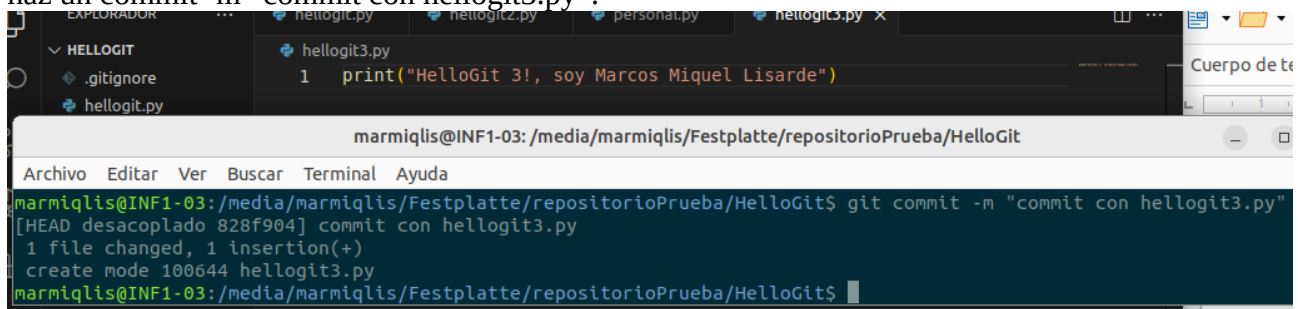 haz un commit -m "commit con hellogit3.py".
EXPLORADOR ... hellogit.py hellogit2.py personal.py hellogit3.py ×
HELLOGIT hellogit3.py
.gitignore 1 print("HelloGit 3!, soy Marcos Miquel Lisarde") Cuerpo de te
hellogit.py 1
marmiqlis@INF1-03: /media/marmiqlis/Festplatte/repositorioPrueba/HelloGit
Archivo Editar Ver Buscar Terminal Ayuda
marmiqlis@INF1-03:/media/marmiqlis/Festplatte/repositorioPrueba/HelloGit$ git commit -m "commit con hellogit3.py"
[HEAD desacoplado 828f904] commit con hellogit3.py
1 file changed, 1 insertion(+)
create mode 100644 hellogit3.py
marmiqlis@INF1-03:/media/marmiqlis/Festplatte/repositorioPrueba/HelloGit$